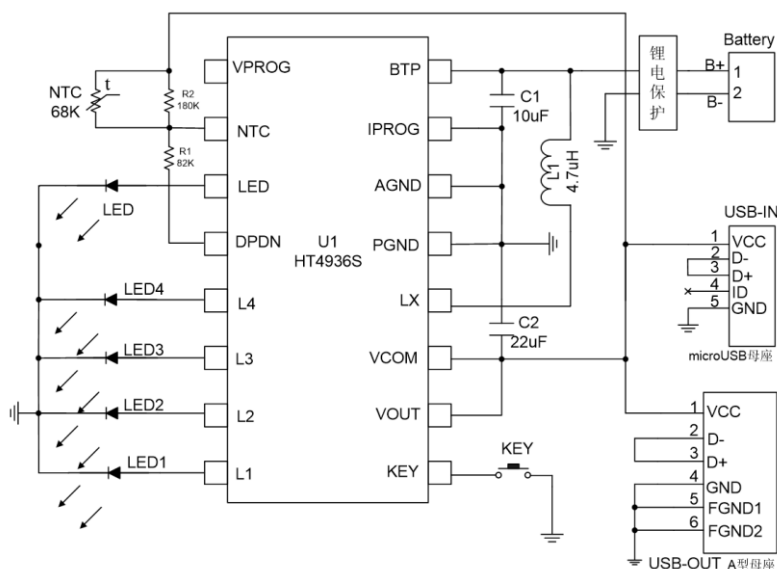 NTC
68K
t
R2
180K
R1
82K
LED
LED4
LED3
LED2
LED1
VPROG
NTC
LED
DPDN
L4
L3
L2
L1
U1
HT4936S
BTP
IPROG
AGND
PGND
LX
VCOM
VOUT
KEY
C1
10uF
C2
22uF
L1
4.7uH
KEY
锂电保护
Battery
B+
B-
1
2
USB-IN
1 VCC
2 D-
3 D+
4 ID
5 GND
microUSB母座
1 VCC
2 D-
3 D+
4 GND
5 FGND1
6 FGND2
USB-OUT A型母座